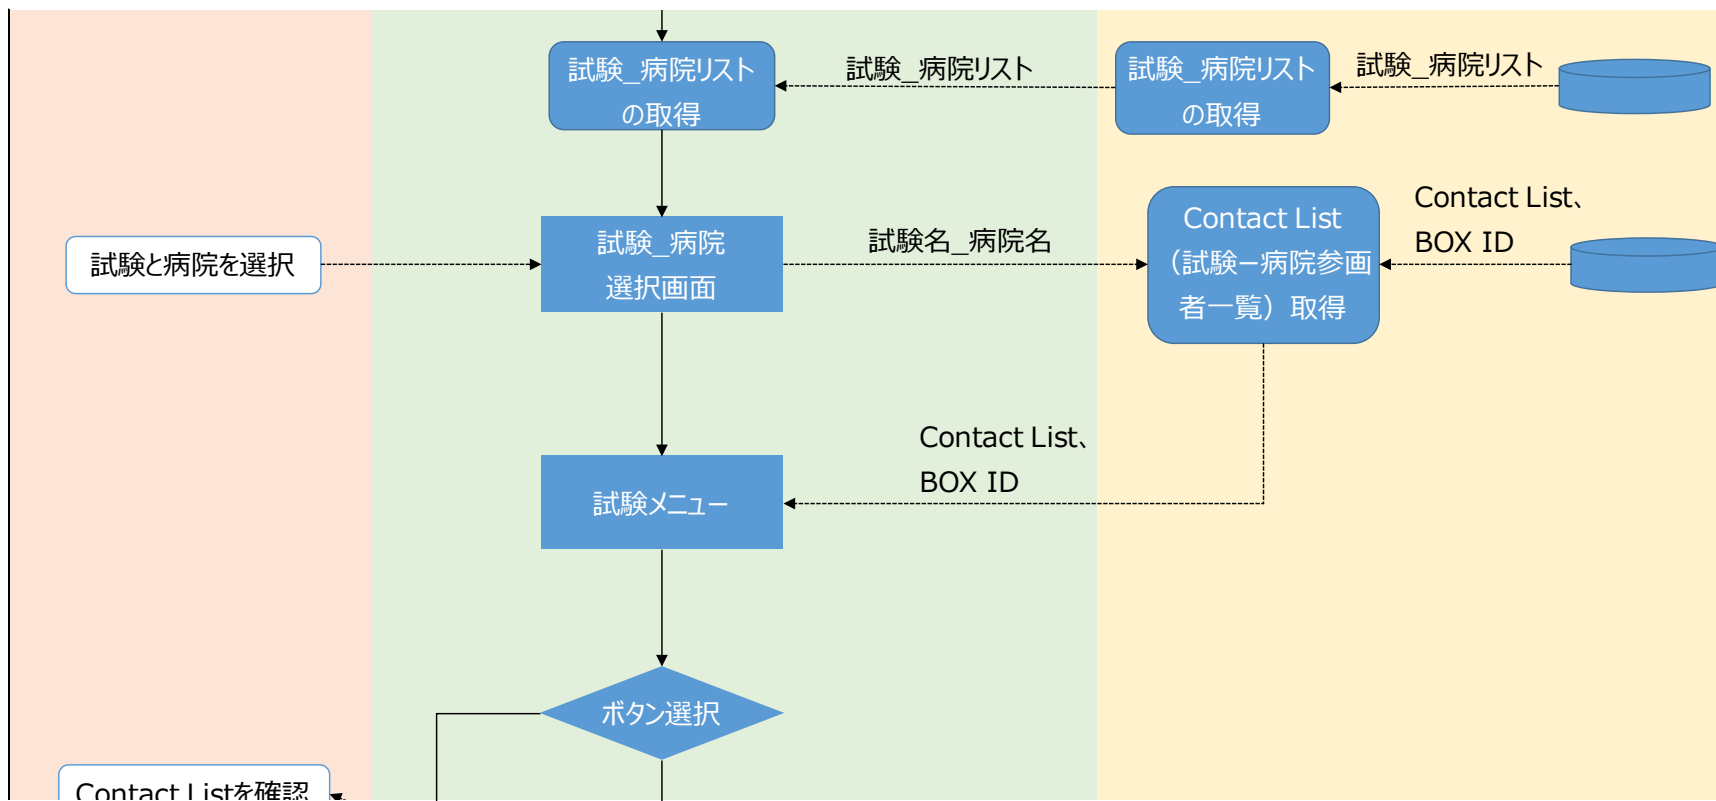 試験_病院リスト
の取得
試験_病院リスト
試験_病院リスト
の取得
試験_病院リスト
試験と病院を選択
試験_病院
選択画面
試験名_病院名
Contact List
（試験ー病院参画
者一覧）取得
Contact List、
BOX ID
Contact List、
BOX ID
試験メニュー
ボタン選択
Contact Listを確認